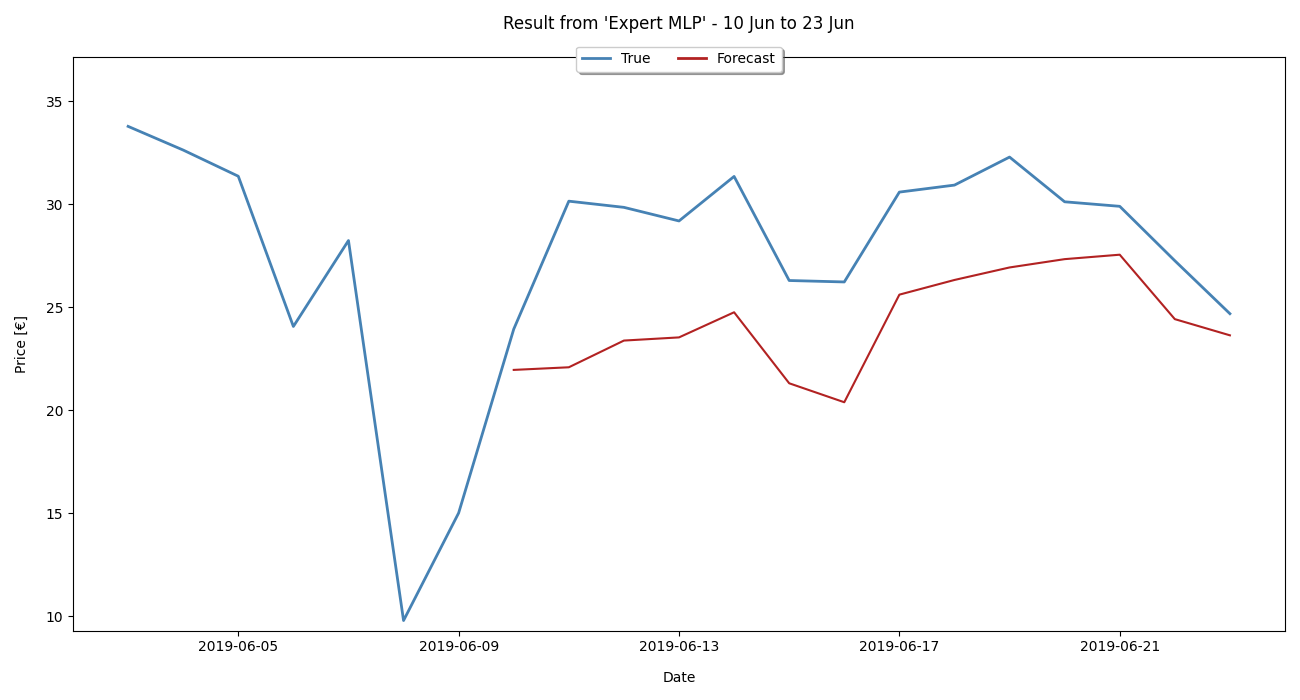 Result from 'Expert MLP' - 10 Jun to 23 Jun
True Forecast
35
30
25
20
15
10
Price [€]
2019-06-05 2019-06-09 2019-06-13 2019-06-17 2019-06-21
Date